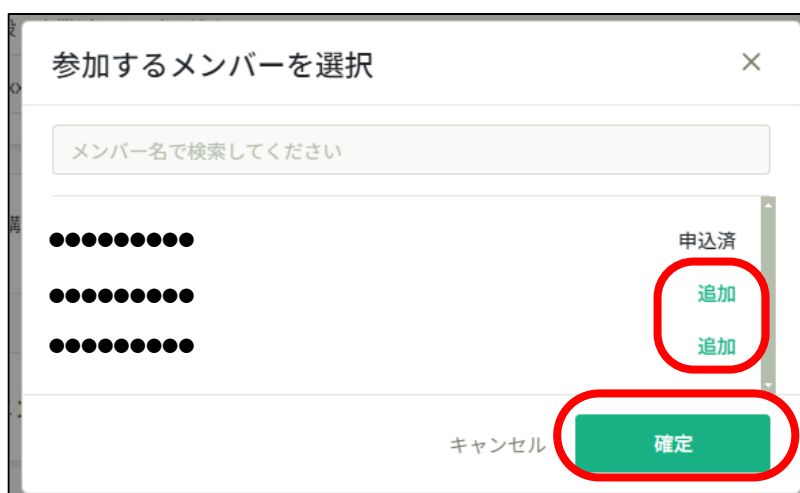 参加するメンバーを選択 ×
メンバー名で検索してください
●●●●●●●●● 申込済
●●●●●●●●● 追加
●●●●●●●●● 追加
キャンセル 確定